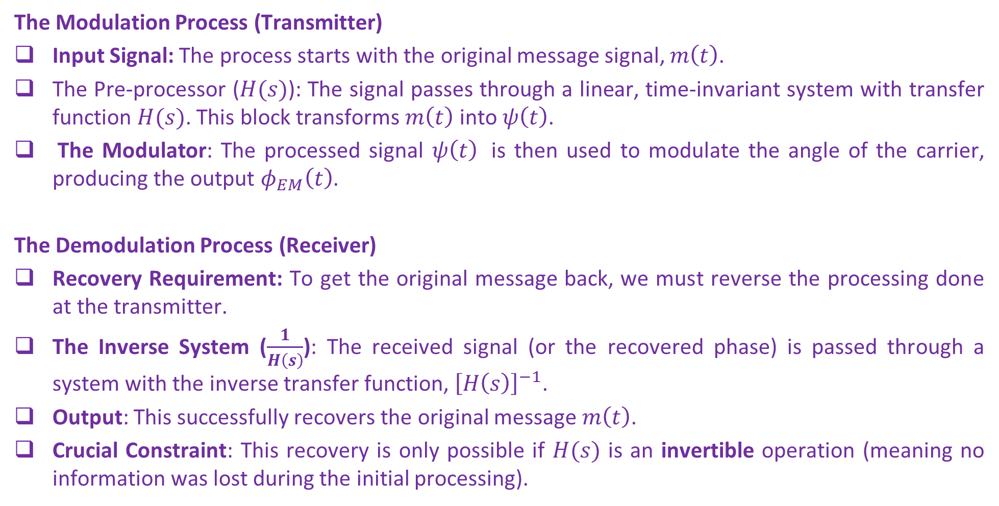 The Modulation Process (Transmitter)
❑ Input Signal: The process starts with the original message signal, m(t).
❑ The Pre-processor (H(s)): The signal passes through a linear, time-invariant system with transfer
function H(s). This block transforms m(t) into ψ(t).
❑ The Modulator: The processed signal ψ(t) is then used to modulate the angle of the carrier,
producing the output ϕ_EM(t).
The Demodulation Process (Receiver)
❑ Recovery Requirement: To get the original message back, we must reverse the processing done
at the transmitter.
❑ The Inverse System (1/H(s)): The received signal (or the recovered phase) is passed through a
system with the inverse transfer function, [H(s)]⁻¹.
❑ Output: This successfully recovers the original message m(t).
❑ Crucial Constraint: This recovery is only possible if H(s) is an invertible operation (meaning no
information was lost during the initial processing).